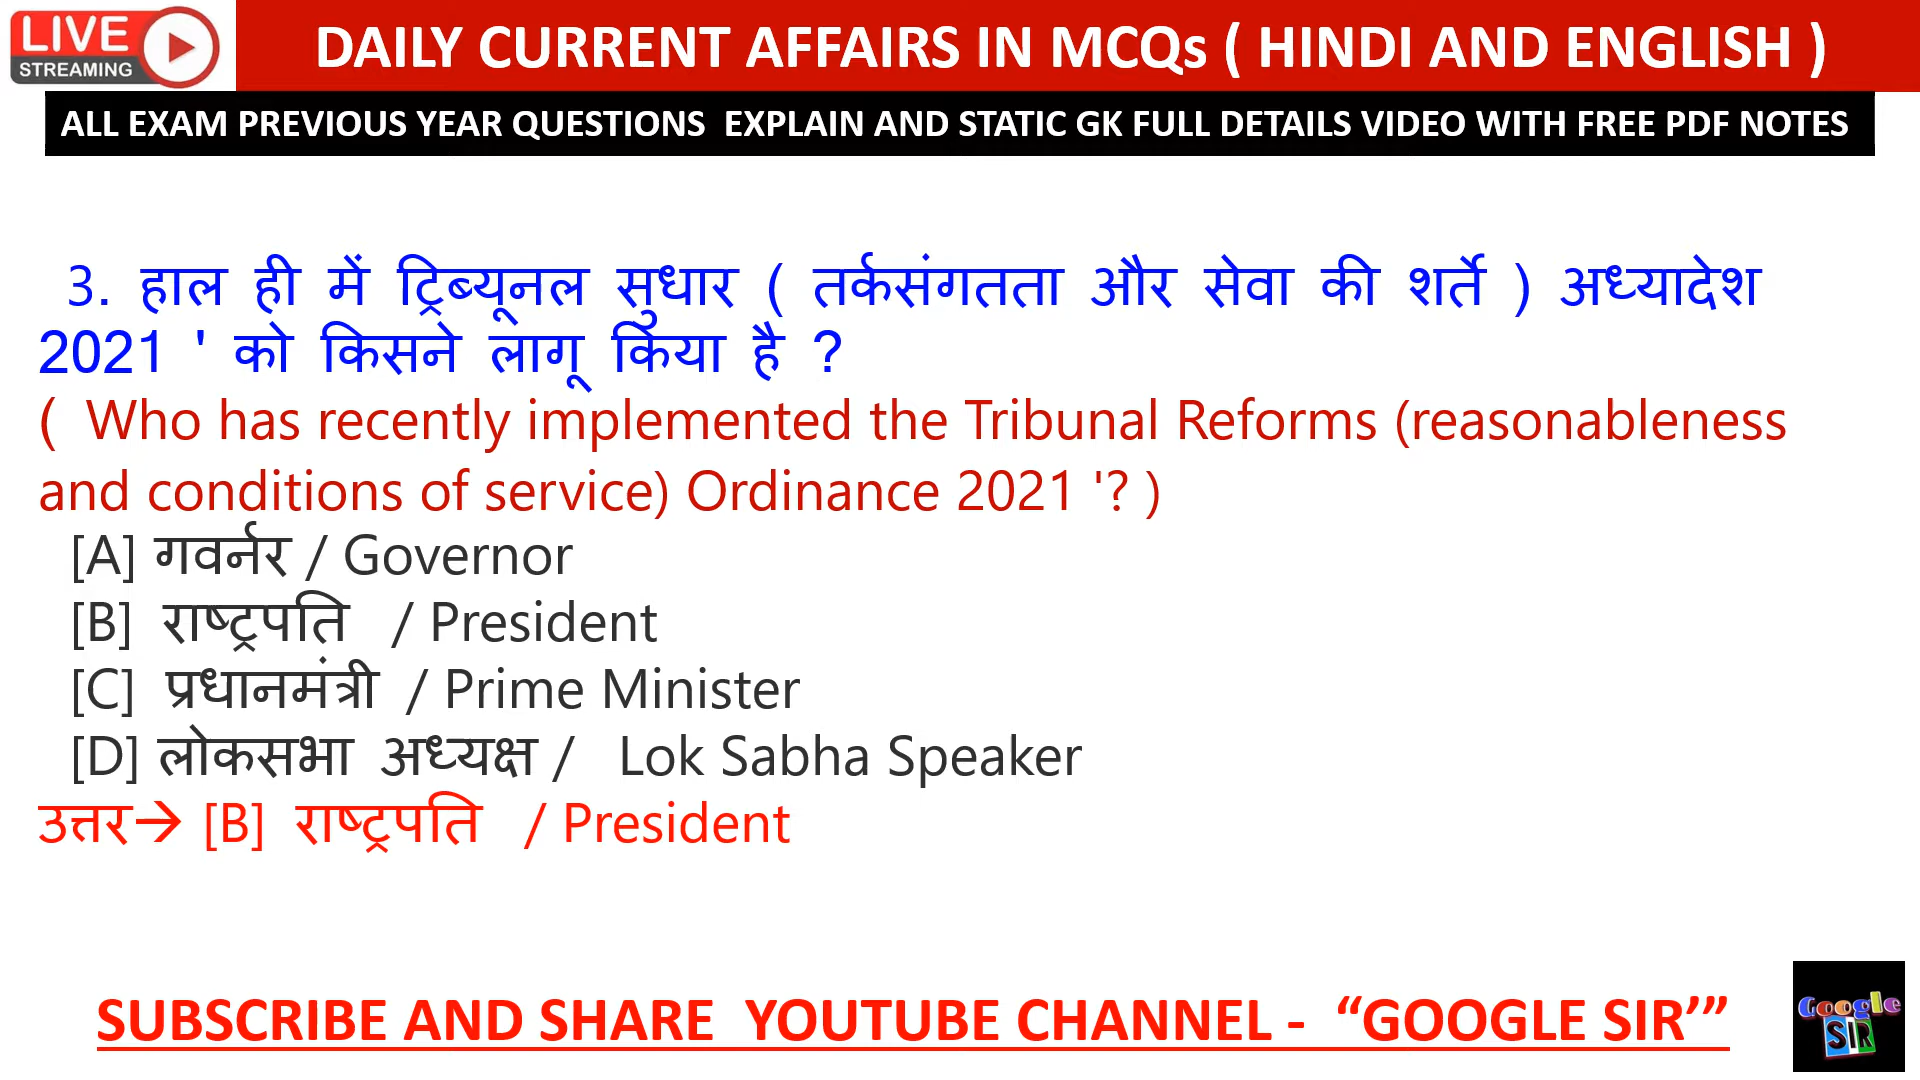 LIVE
STREAMING
DAILY CURRENT AFFAIRS IN MCQs ( HINDI AND ENGLISH )
ALL EXAM PREVIOUS YEAR QUESTIONS EXPLAIN AND STATIC GK FULL DETAILS VIDEO WITH FREE PDF NOTES
3. हाल ही में ट्रिब्यूनल सुधार ( तर्कसंगतता और सेवा की शर्ते ) अध्यादेश
2021 ' को किसने लागू किया है ?
( Who has recently implemented the Tribunal Reforms (reasonableness
and conditions of service) Ordinance 2021 '? )
[A] गवर्नर / Governor
[B] राष्ट्रपति / President
[C] प्रधानमंत्री / Prime Minister
[D] लोकसभा अध्यक्ष / Lok Sabha Speaker
उत्तर→ [B] राष्ट्रपति / President
SUBSCRIBE AND SHARE YOUTUBE CHANNEL - “GOOGLE SIR’”
Google
SIR